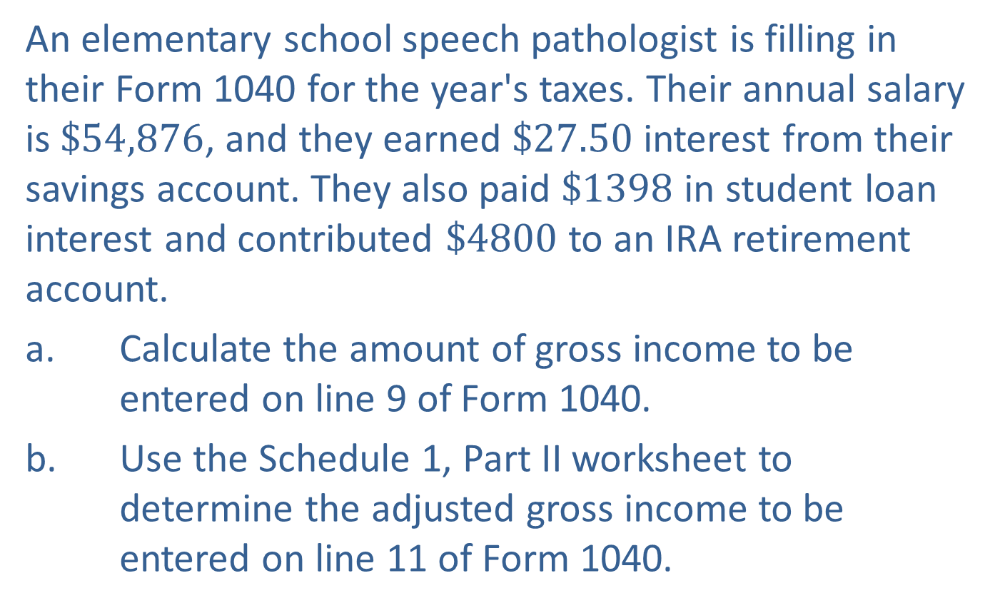 An elementary school speech pathologist is filling in
their Form 1040 for the year's taxes. Their annual salary
is $54,876, and they earned $27.50 interest from their
savings account. They also paid $1398 in student loan
interest and contributed $4800 to an IRA retirement
account.
a. Calculate the amount of gross income to be
entered on line 9 of Form 1040.
b. Use the Schedule 1, Part II worksheet to
determine the adjusted gross income to be
entered on line 11 of Form 1040.